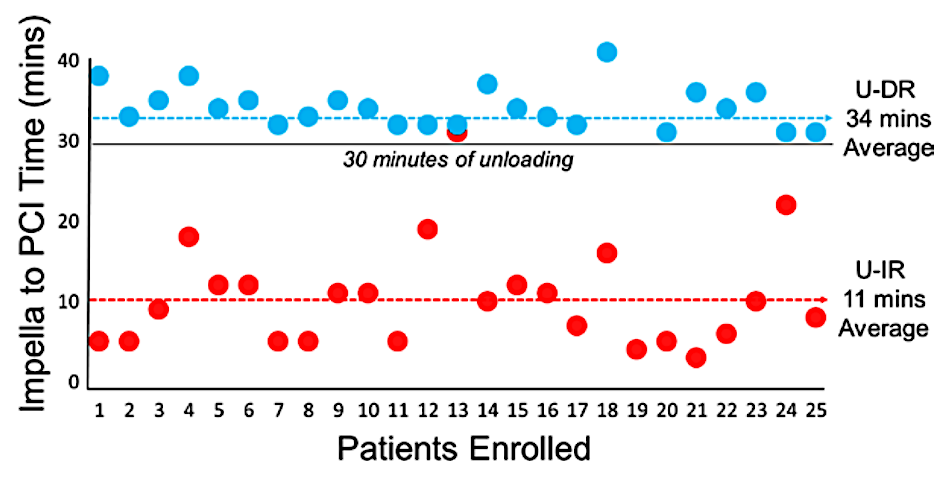 Impella to PCI Time (mins)
40
30
20
10
0
30 minutes of unloading
U-DR
34 mins
Average
U-IR
11 mins
Average
1 2 3 4 5 6 7 8 9 10 11 12 13 14 15 16 17 18 19 20 21 22 23 24 25
Patients Enrolled